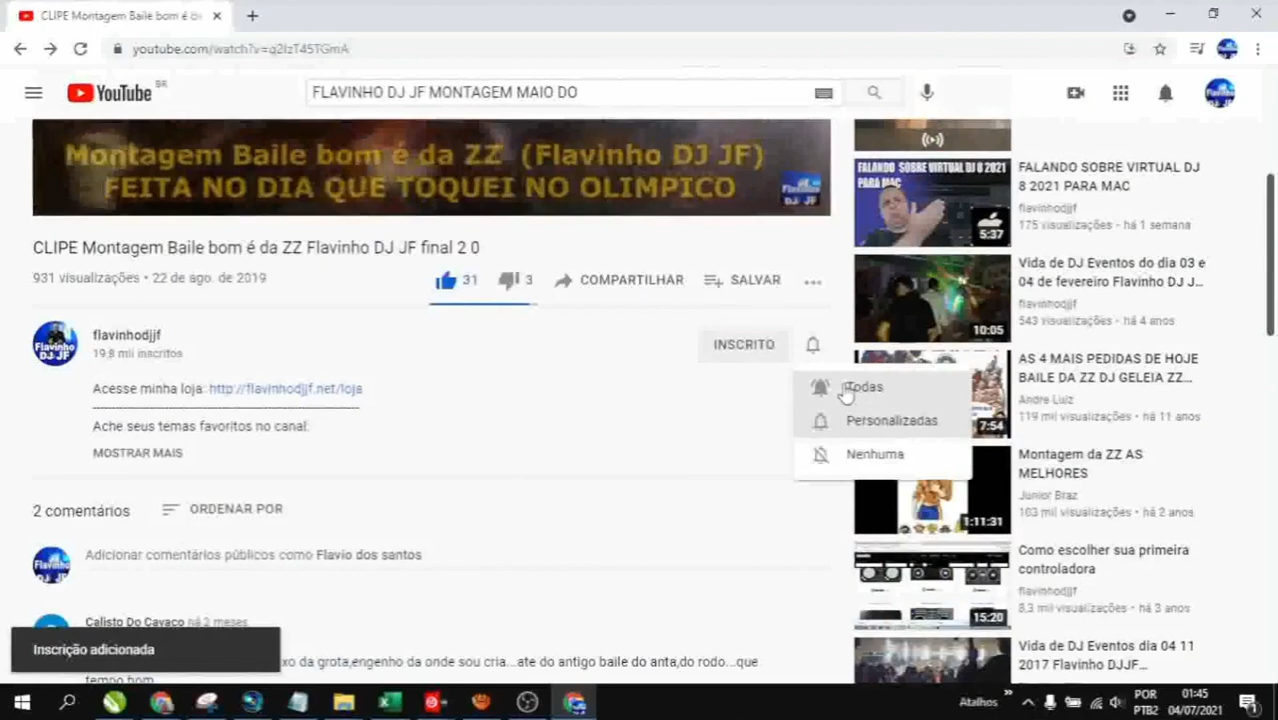 CLIPE Montagem Baile bom é b
youtube.com/watch?v=q2IzT45TGmA
YouTube BR
FLAVINHO DJ JF MONTAGEM MAIO DO
Montagem Baile bom é da ZZ (Flavinho DJ JF)
FEITA NO DIA QUE TOQUEI NO OLIMPICO
CLIPE Montagem Baile bom é da ZZ Flavinho DJ JF final 2 0
931 visualizações • 22 de ago. de 2019
31
3
COMPARTILHAR
SALVAR
flavinhodjjf
19,8 mil inscritos
INSCRITO
Acesse minha loja: http://flavinhodjjf.net/loja
Ache seus temas favoritos no canal:
MOSTRAR MAIS
Todas
Personalizadas
Nenhuma
2 comentários
ORDENAR POR
Adicionar comentários públicos como Flavio dos santos
Calisto Do Cavaco há 2 meses
xo da grota,engenho da onde sou cria...ate do antigo baile do anta,do rodo...que
tempo bom
Inscrição adicionada
FALANDO SOBRE VIRTUAL DJ 8 2021
PARA MAC
5:37
FALANDO SOBRE VIRTUAL DJ
8 2021 PARA MAC
flavinhodjjf
175 visualizações • há 1 semana
10:05
Vida de DJ Eventos do dia 03 e
04 de fevereiro Flavinho DJ J...
flavinhodjjf
543 visualizações • há 4 anos
7:54
AS 4 MAIS PEDIDAS DE HOJE
BAILE DA ZZ DJ GELEIA ZZ...
Andre Luiz
119 mil visualizações • há 11 anos
1:11:31
Montagem da ZZ AS
MELHORES
Junior Braz
103 mil visualizações • há 2 anos
15:20
Como escolher sua primeira
controladora
flavinhodjjf
8,3 mil visualizações • há 3 anos
Vida de DJ Eventos dia 04 11
2017 Flavinho DJJF...
Atalhos
POR
PTB2
01:45
04/07/2021